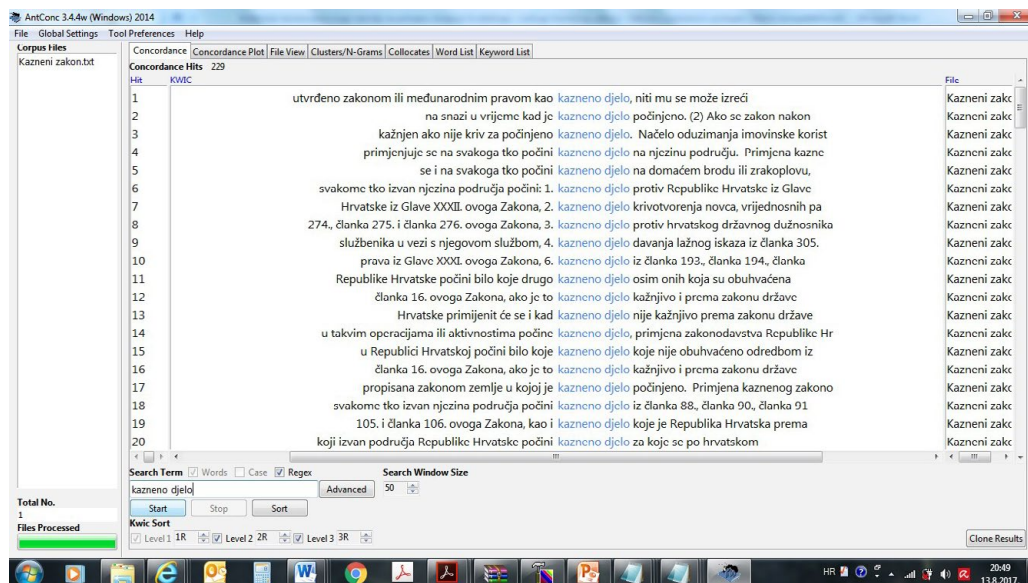 AntConc 3.4.4w (Windows) 2014
File Global Settings Tool Preferences Help
Corpus Files
Kazneni zakon.txt
Concordance Concordance Plot File View Clusters/N-Grams Collocates Word List Keyword List
Concordance Hits 229
Hit KWIC File
1 utvrđeno zakonom ili međunarodnim pravom kao kazneno djelo, niti mu se može izreći Kazneni zakc
2 na snazi u vrijeme kad je kazneno djelo počinjeno. (2) Ako se zakon nakon Kazneni zakc
3 kažnjen ako nije kriv za počinjeno kazneno djelo. Načelo oduzimanja imovinske korist Kazneni zakc
4 primjenjuje se na svakoga tko počini kazneno djelo na njezinu području. Primjena kazne Kazneni zakc
5 se i na svakoga tko počini kazneno djelo na domaćem brodu ili zrakoplovu, Kazneni zakc
6 svakome tko izvan njezina područja počini: 1. kazneno djelo protiv Republike Hrvatske iz Glave Kazneni zakc
7 Hrvatske iz Glave XXXII. ovoga Zakona, 2. kazneno djelo krivotvorenja novca, vrijednosnih pa Kazneni zakc
8 274., članka 275. i članka 276. ovoga Zakona, 3. kazneno djelo protiv hrvatskog državnog dužnosnika Kazneni zakc
9 službenika u vezi s njegovom službom, 4. kazneno djelo davanja lažnog iskaza iz članka 305. Kazneni zakc
10 prava iz Glave XXXI. ovoga Zakona, 6. kazneno djelo iz članka 193., članka 194., članka Kazneni zakc
11 Republike Hrvatske počini bilo koje drugo kazneno djelo osim onih koja su obuhvaćena Kazneni zakc
12 članka 16. ovoga Zakona, ako je to kazneno djelo kažnjivo i prema zakonu države Kazneni zakc
13 Hrvatske primijenit će se i kad kazneno djelo nije kažnjivo prema zakonu države Kazneni zakc
14 u takvim operacijama ili aktivnostima počine kazneno djelo, primjena zakonodavstva Republike Hr Kazneni zakc
15 u Republici Hrvatskoj počini bilo koje kazneno djelo koje nije obuhvaćeno odredbom iz Kazneni zakc
16 članka 16. ovoga Zakona, ako je to kazneno djelo kažnjivo i prema zakonu države Kazneni zakc
17 propisana zakonom zemlje u kojoj je kazneno djelo počinjeno. Primjena kaznenog zakono Kazneni zakc
18 svakome tko izvan njezina područja počini kazneno djelo iz članka 88., članka 90., članka 91 Kazneni zakc
19 105. i članka 106. ovoga Zakona, kao i kazneno djelo koje je Republika Hrvatska prema Kazneni zakc
20 koji izvan područja Republike Hrvatske počini kazneno djelo za koje se po hrvatskom Kazneni zakc
Search Term Words Case Regex Search Window Size
kazneno djelo Advanced 50
Start Stop Sort
Total No.
1
Files Processed
Kwic Sort
Level 1 1R Level 2 2R Level 3 3R
Clone Results
HR 20:49
13.8.201